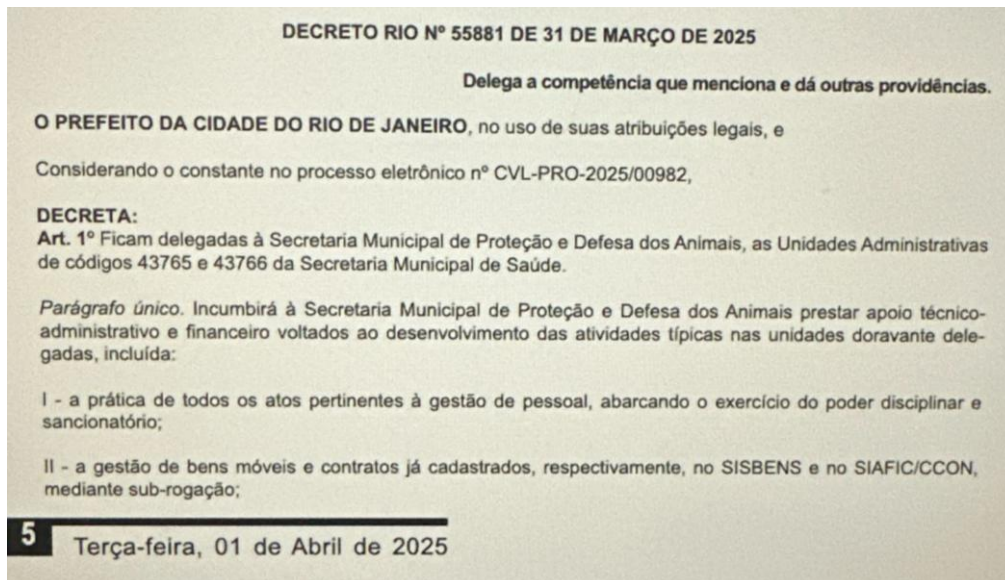 DECRETO RIO Nº 55881 DE 31 DE MARÇO DE 2025
Delega a competência que menciona e dá outras providências.
O PREFEITO DA CIDADE DO RIO DE JANEIRO, no uso de suas atribuições legais, e
Considerando o constante no processo eletrônico nº CVL-PRO-2025/00982,
DECRETA:
Art. 1º Ficam delegadas à Secretaria Municipal de Proteção e Defesa dos Animais, as Unidades Administrativas
de códigos 43765 e 43766 da Secretaria Municipal de Saúde.
Parágrafo único. Incumbirá à Secretaria Municipal de Proteção e Defesa dos Animais prestar apoio técnico-
administrativo e financeiro voltados ao desenvolvimento das atividades típicas nas unidades doravante dele-
gadas, incluída:
I - a prática de todos os atos pertinentes à gestão de pessoal, abarcando o exercício do poder disciplinar e
sancionatório;
II - a gestão de bens móveis e contratos já cadastrados, respectivamente, no SISBENS e no SIAFIC/CCON,
mediante sub-rogação;
5 Terça-feira, 01 de Abril de 2025